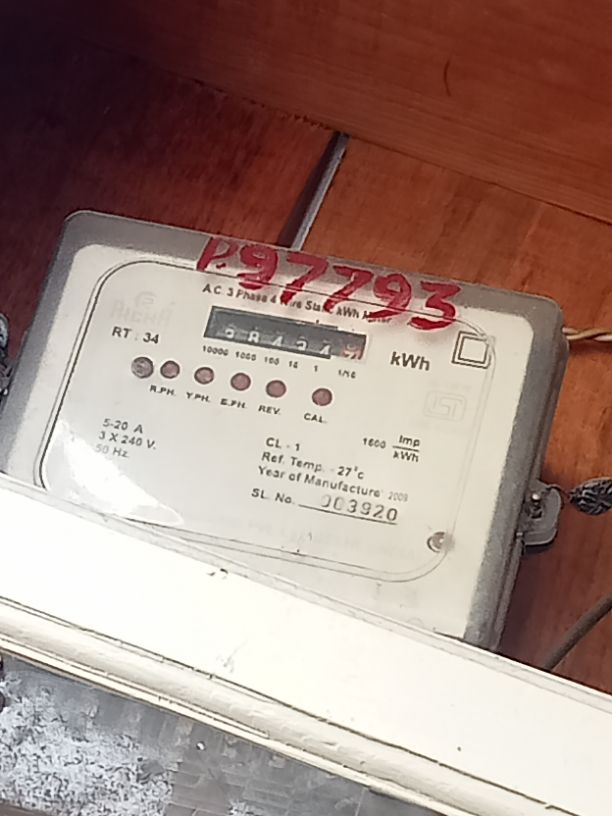 P97793
A.C. 3 Phase 4 Wire Static kWh Meter
RT : 34
kWh
10000 1000 100 10 1 1/10
R.PH. Y.PH. B.PH. REV. CAL.
5-20 A
3 X 240 V.
50 Hz.
CL - 1
1600 Imp
kWh
Ref. Temp. - 27°c
Year of Manufacture 2009
SL. No. 003920